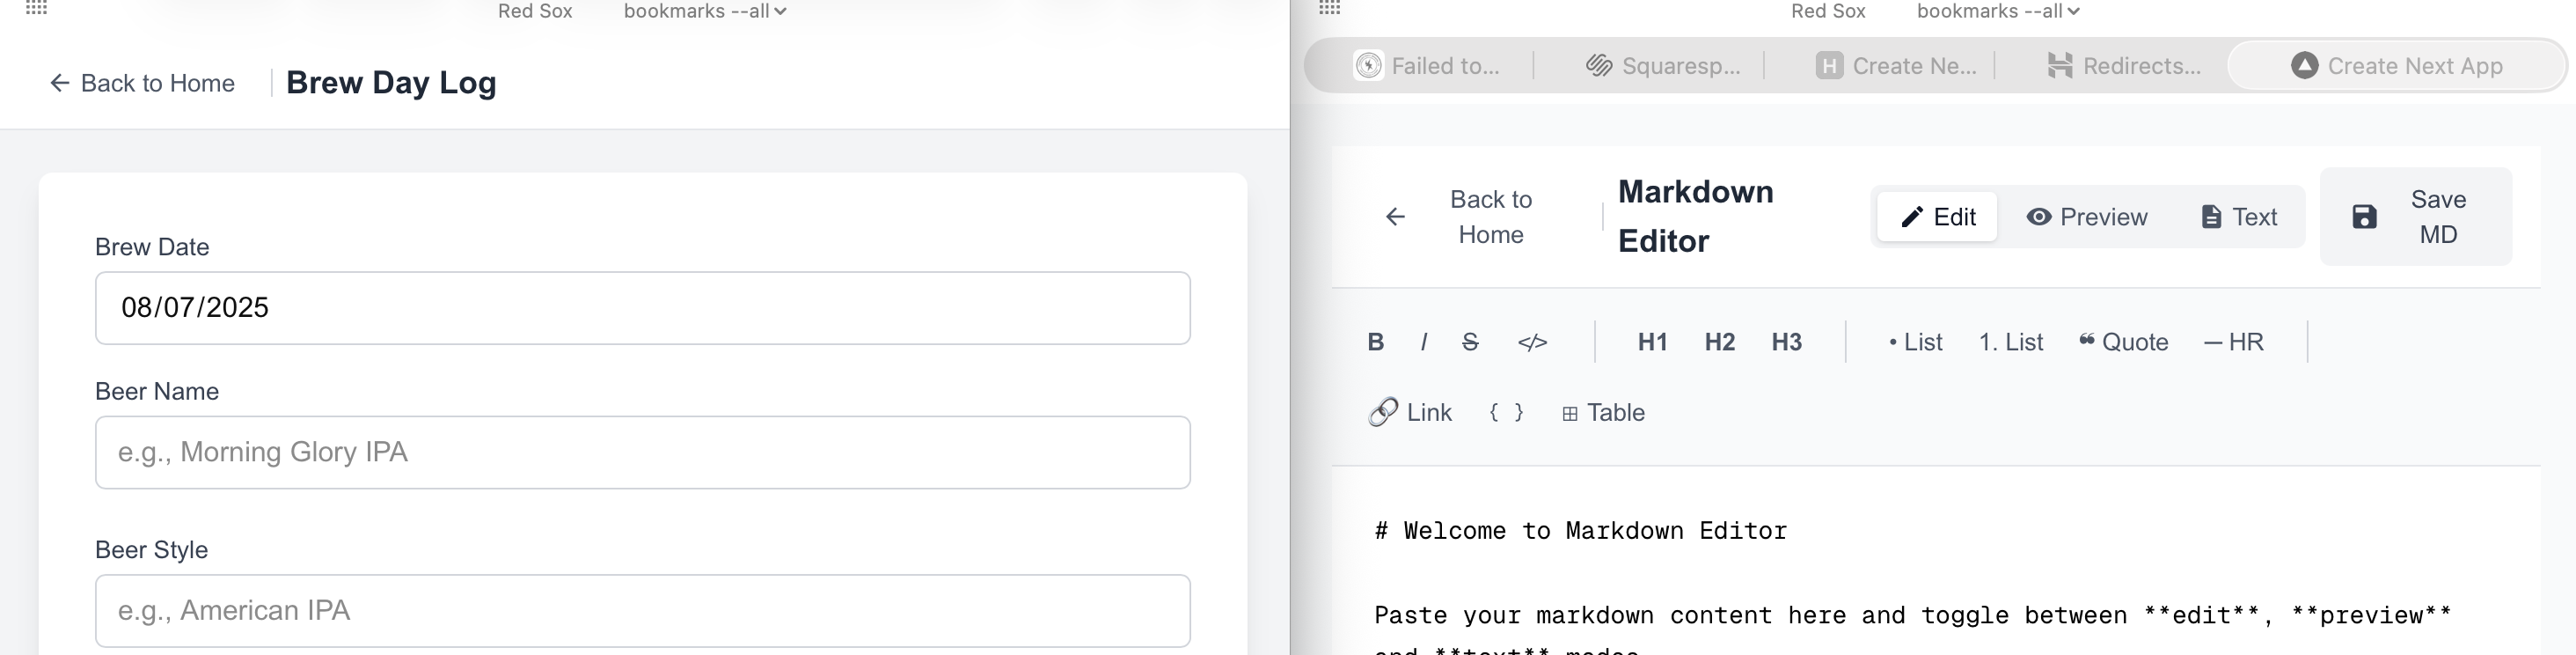 Red Sox bookmarks --all
Back to Home
Brew Day Log
Brew Date
08/07/2025
Beer Name
e.g., Morning Glory IPA
Beer Style
e.g., American IPA
Red Sox bookmarks --all
Failed to... Squaresp... H Create Ne... Redirects... Create Next App
Back to
Home
Markdown
Editor
Edit Preview Text
Save
MD
B I S </> H1 H2 H3 • List 1. List ❝ Quote — HR
🔗 Link { } ⊞ Table
# Welcome to Markdown Editor
Paste your markdown content here and toggle between **edit**, **preview**
and **text** modes